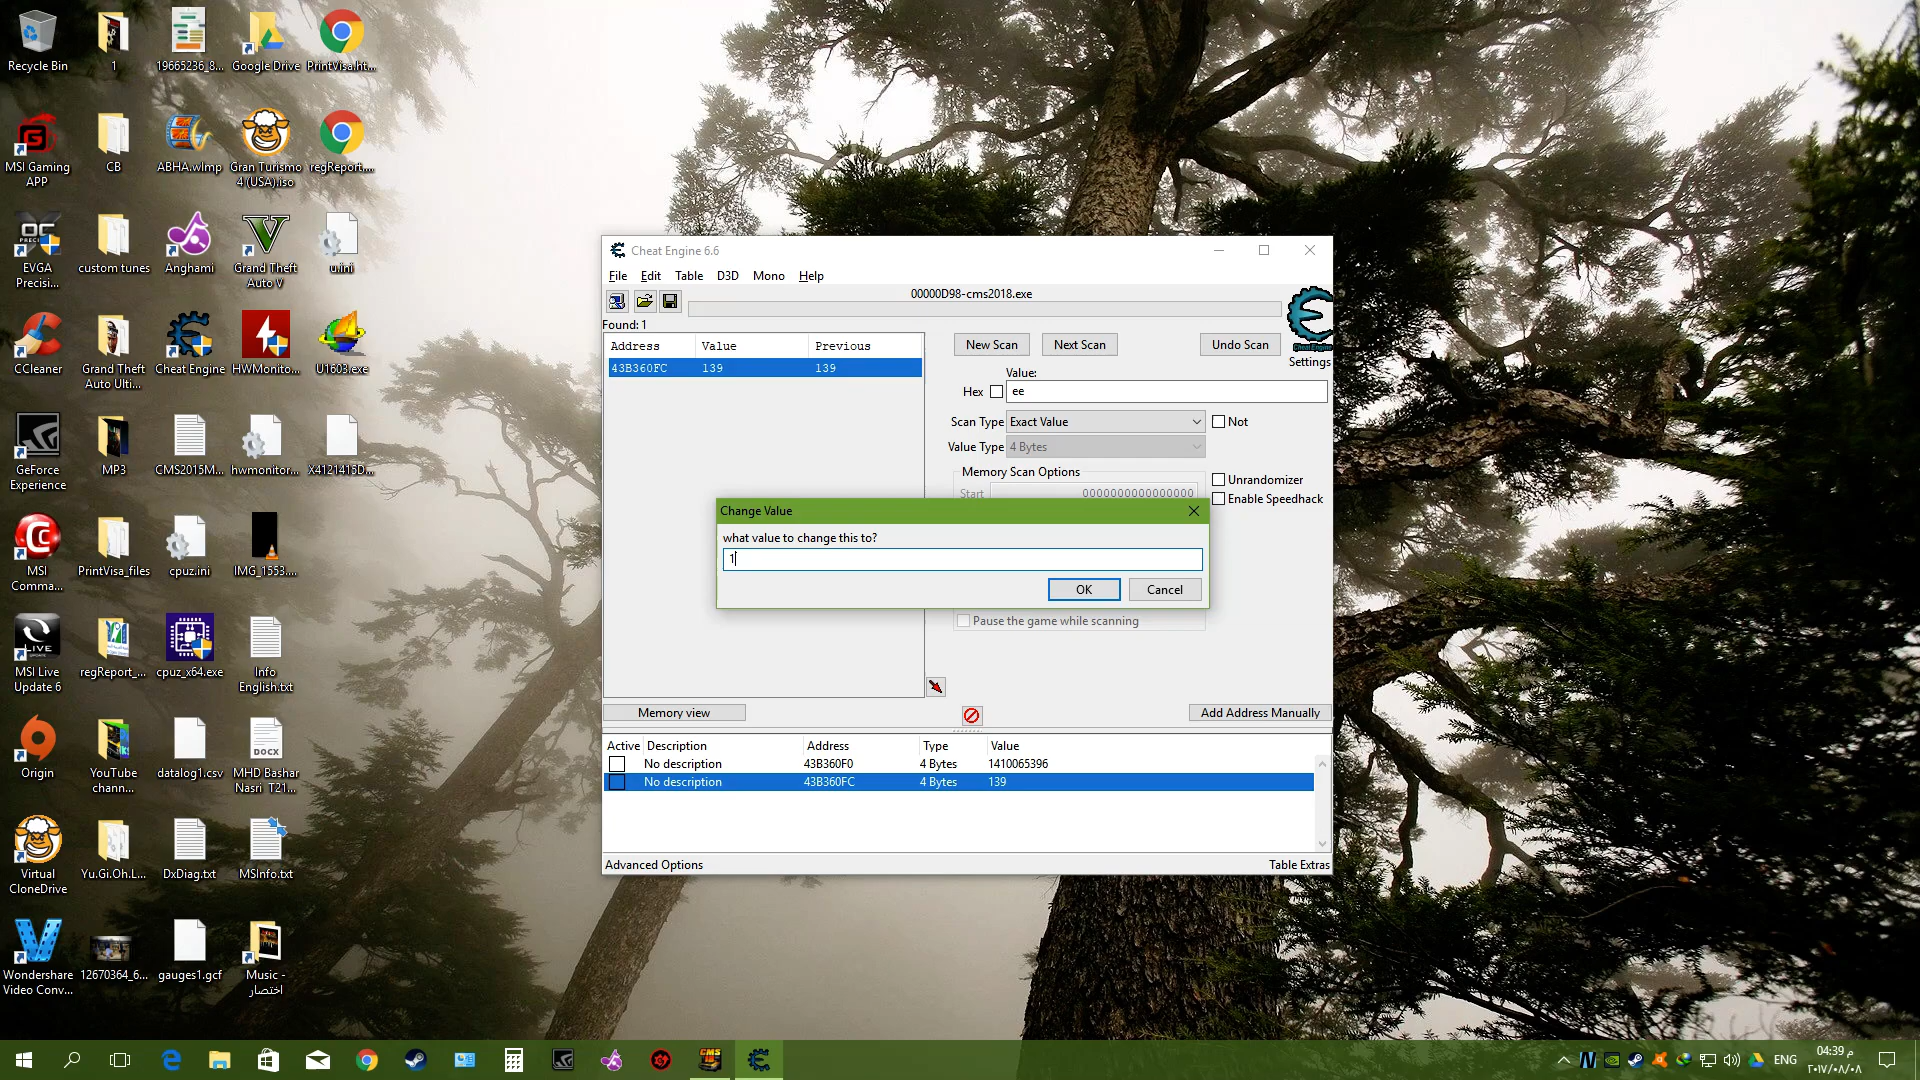 Recycle Bin
1
19665236_8...
Google Drive
PrintVisa.ht...
MSI Gaming
APP
CB
ABHA.wlmp
Gran Turismo
4 (USA).iso
regReport....
EVGA
Precisi...
custom tunes
Anghami
Grand Theft
Auto V
u.ini
CCleaner
Grand Theft
Auto Ulti...
Cheat Engine
HWMonito...
U1603.exe
GeForce
Experience
MP3
CMS2015M...
hwmonitor...
X4121416D...
MSI
Comma...
PrintVisa_files
cpuz.ini
IMG_1553....
MSI Live
Update 6
regReport_...
cpuz_x64.exe
Info
English.txt
Origin
YouTube
chann...
datalog1.csv
MHD Bashar
Nasri T21...
Virtual
CloneDrive
Yu.Gi.Oh.L...
DxDiag.txt
MSInfo.txt
Wondershare
Video Conv...
12670364_6...
gauges1.gcf
Music -
اختصار
Cheat Engine 6.6
File Edit Table D3D Mono Help
00000D98-cms2018.exe
Found: 1
Address Value Previous
43B360FC 139 139
New Scan Next Scan Undo Scan
Settings
Value:
Hex ee
Scan Type Exact Value Not
Value Type 4 Bytes
Memory Scan Options
Unrandomizer
Start 0000000000000000
Enable Speedhack
Change Value
what value to change this to?
1
OK Cancel
Pause the game while scanning
Memory view
Add Address Manually
Active Description Address Type Value
No description 43B360F0 4 Bytes 1410065396
No description 43B360FC 4 Bytes 139
Advanced Options
Table Extras
ENG
04:39 م
٢٠١٧/٠٨/٠٨